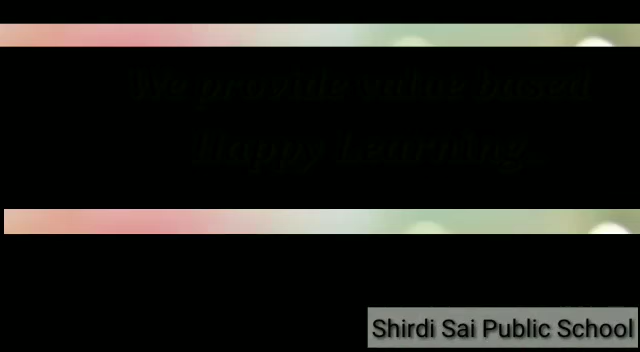 We provide value based
Happy Learning..
Shirdi Sai Public School